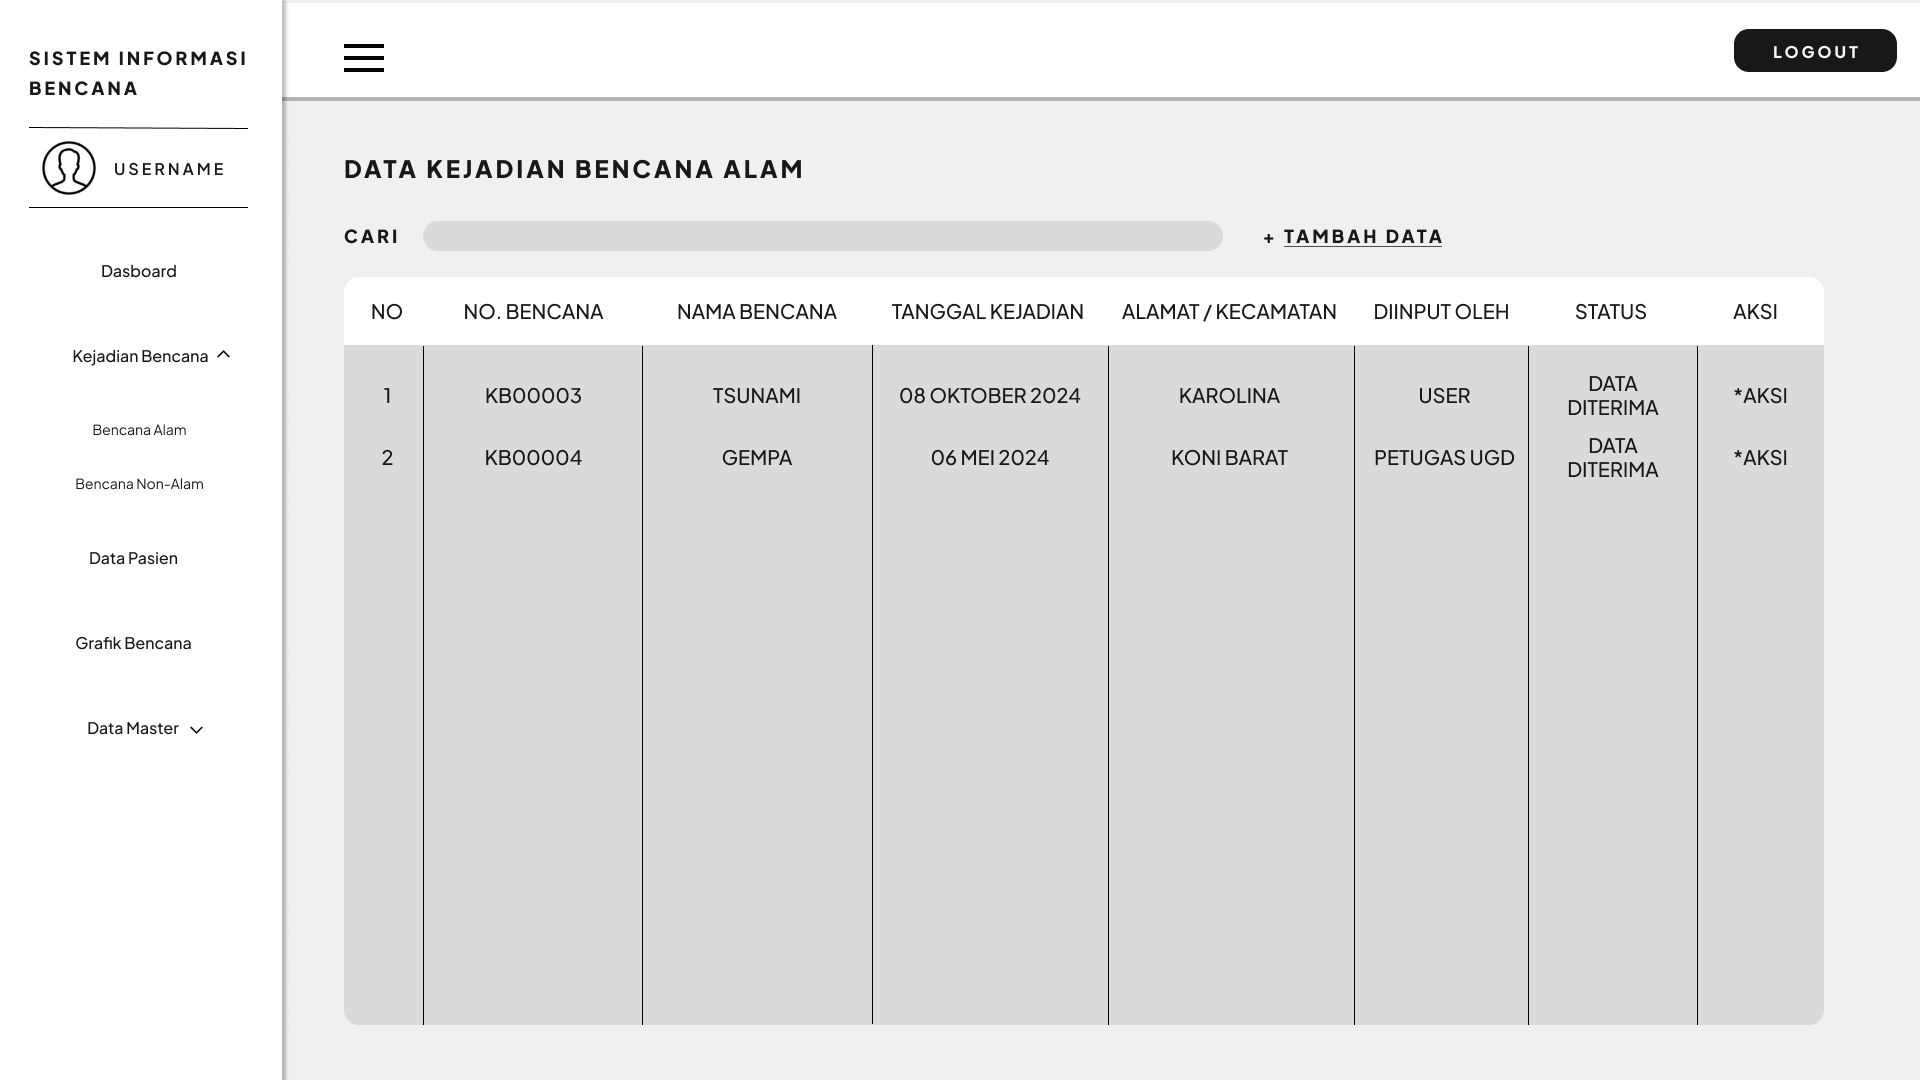 SISTEM INFORMASI
BENCANA
USERNAME
Dasboard
Kejadian Bencana
Bencana Alam
Bencana Non-Alam
Data Pasien
Grafik Bencana
Data Master
LOGOUT
DATA KEJADIAN BENCANA ALAM
CARI
+ TAMBAH DATA
NO NO. BENCANA NAMA BENCANA TANGGAL KEJADIAN ALAMAT / KECAMATAN DIINPUT OLEH STATUS AKSI
1 KB00003 TSUNAMI 08 OKTOBER 2024 KAROLINA USER DATA DITERIMA *AKSI
2 KB00004 GEMPA 06 MEI 2024 KONI BARAT PETUGAS UGD DATA DITERIMA *AKSI